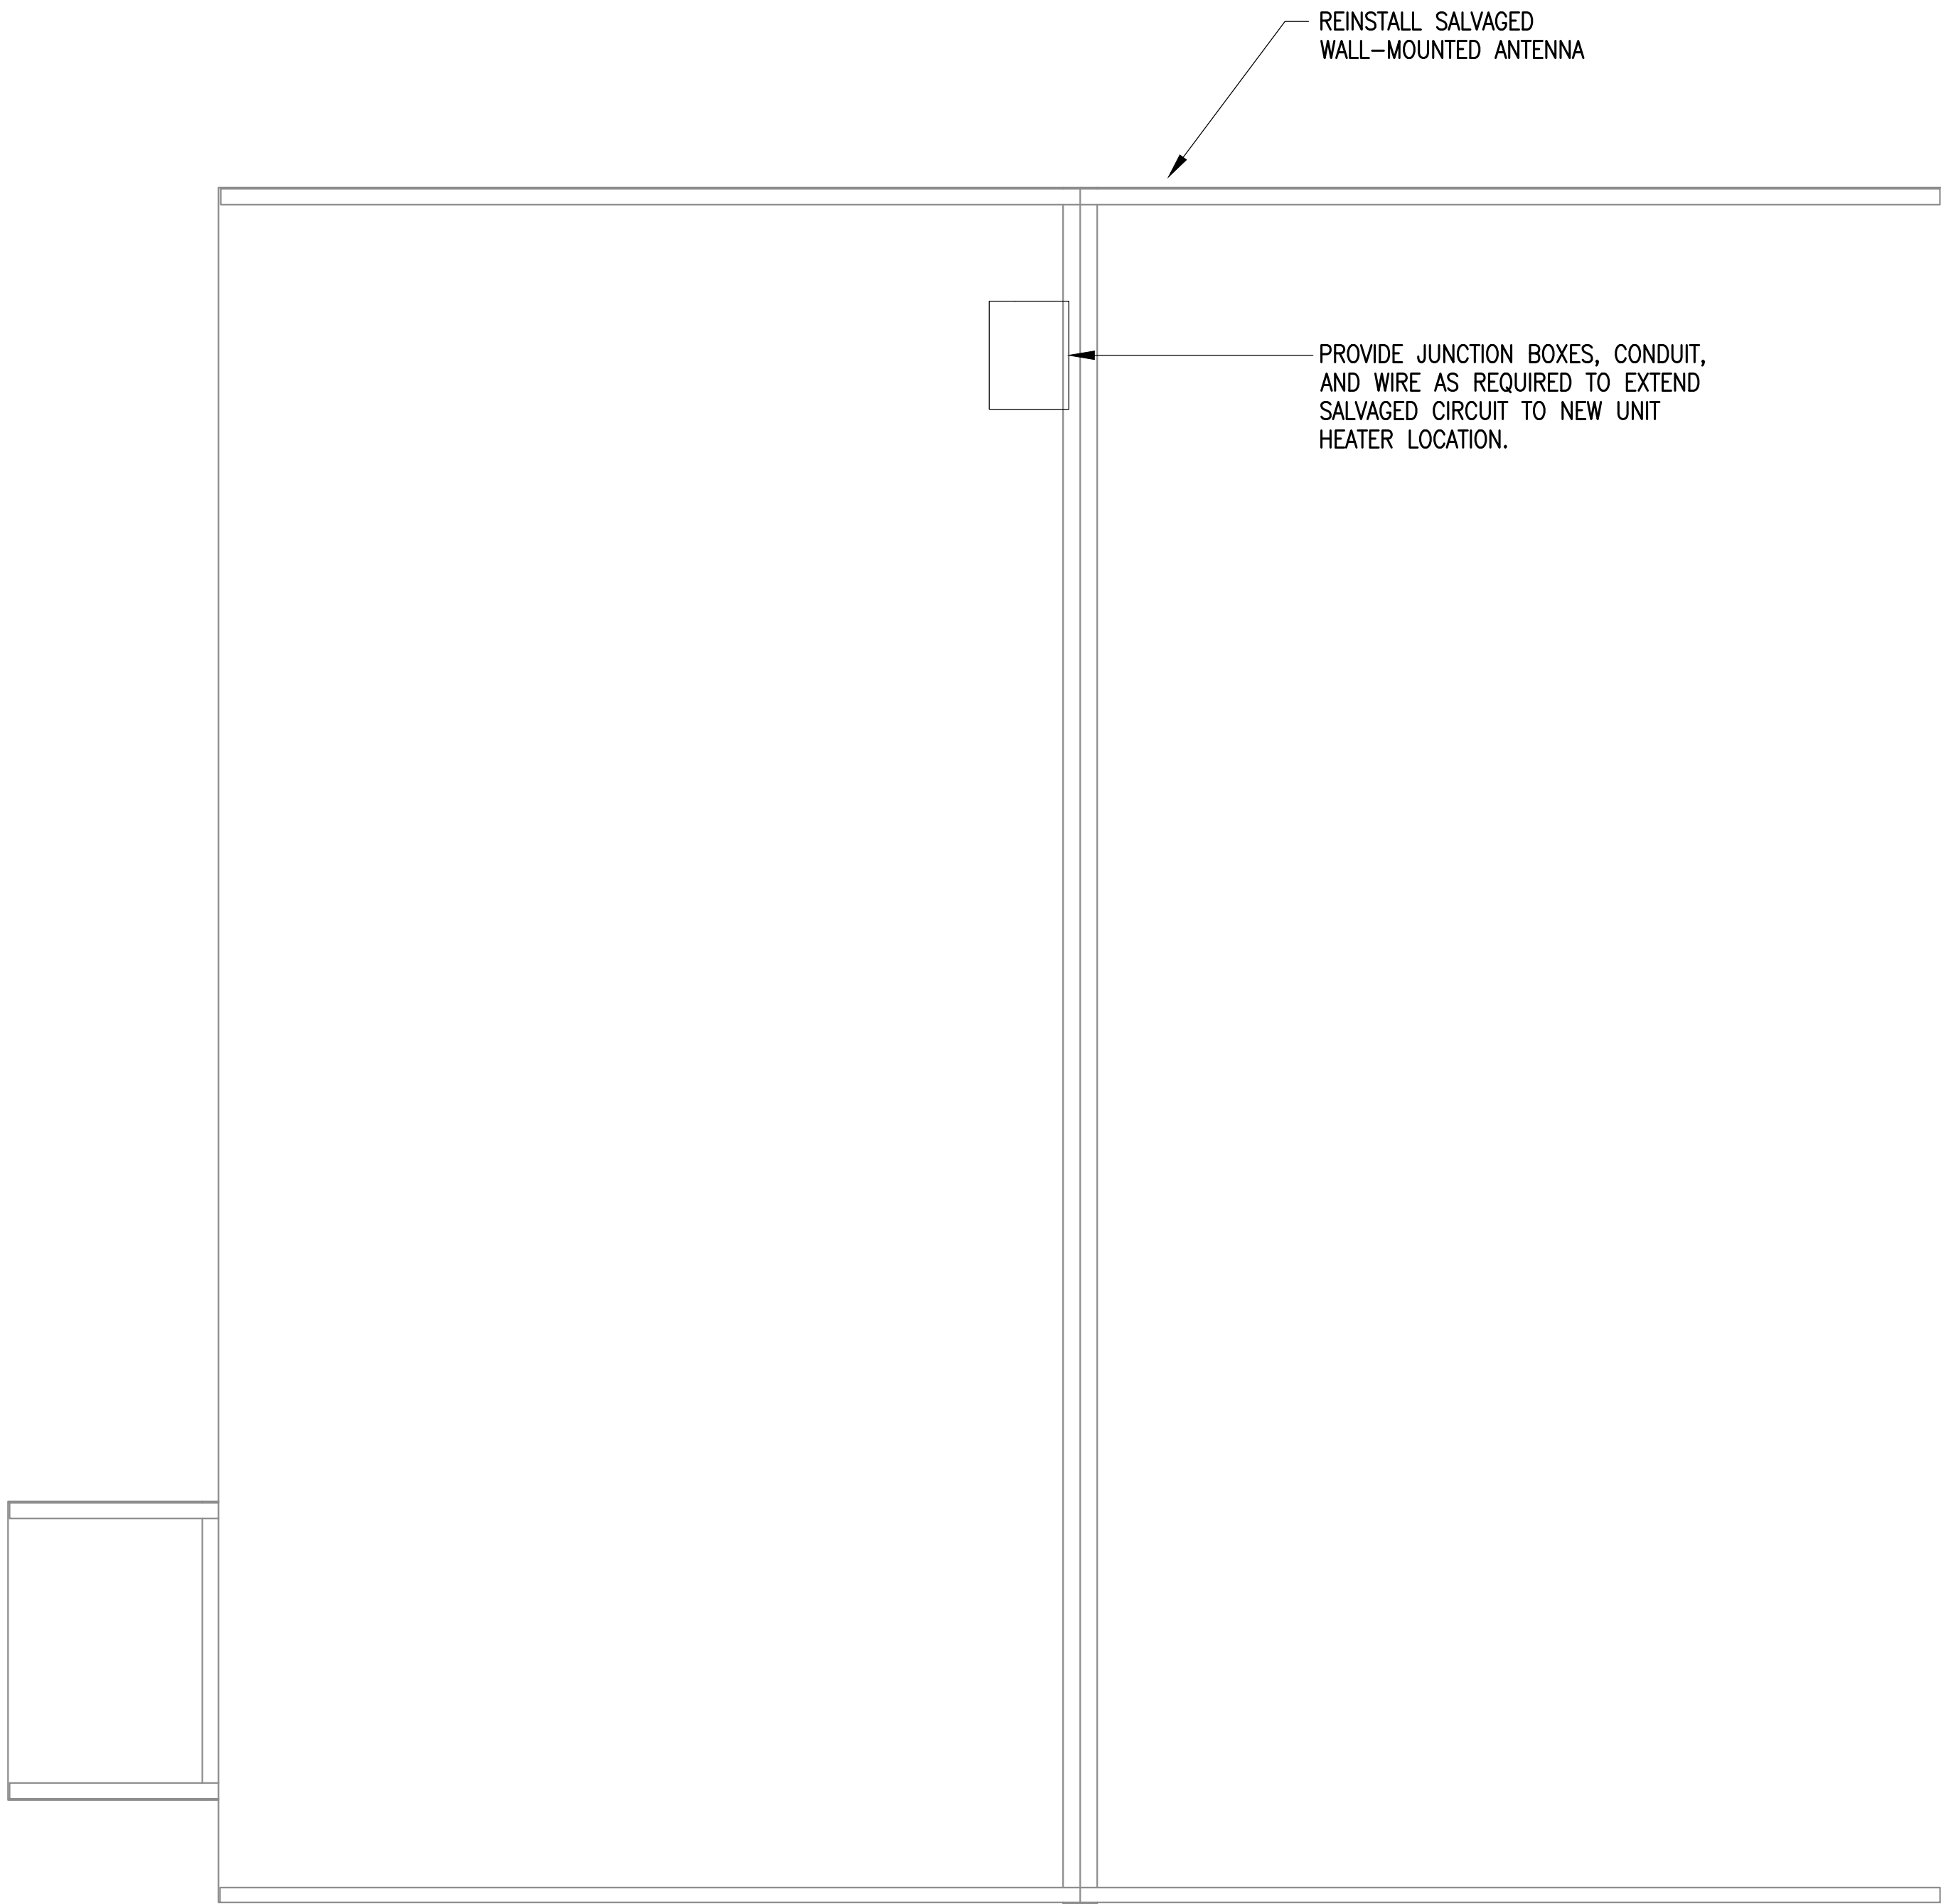 REINSTALL SALVAGED
WALL-MOUNTED ANTENNA
PROVIDE JUNCTION BOXES, CONDUIT,
AND WIRE AS REQUIRED TO EXTEND
SALVAGED CIRCUIT TO NEW UNIT
HEATER LOCATION.